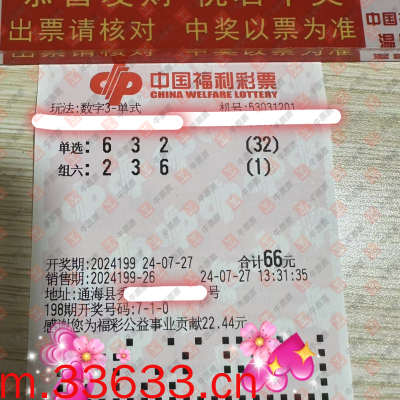 出票请核对 中奖以票为准
中国福
温
中国福利彩票
CHINA WELFARE LOTTERY
玩法:数字3-单式 机号:53031201
单选: 6 3 2 (32)
组六: 2 3 6 (1)
开奖期:2024199 24-07-27 合计66元
销售期:2024199-26 24-07-27 13:31:35
地址:通海县 号
198期开奖号码:7-1-0
感谢您为福彩公益事业贡献22.44元
m.33633.cn